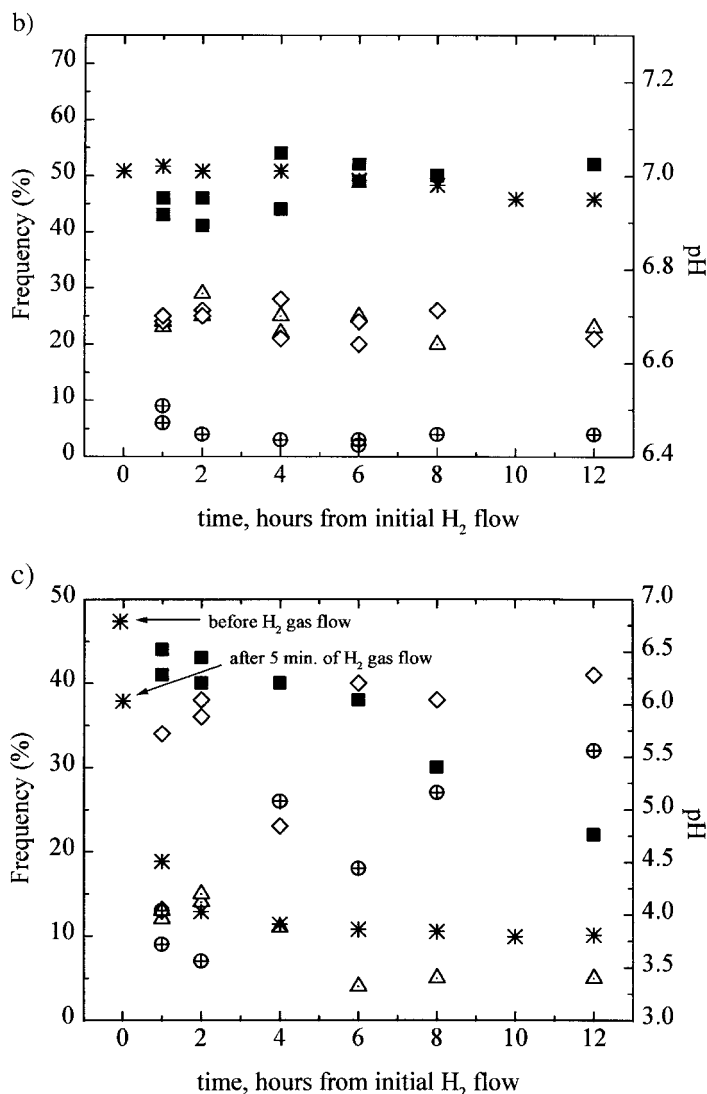 b)
70
60
50
40
30
20
10
0
Frequency (%)
7.2
7.0
6.8
6.6
6.4
pH
0 2 4 6 8 10 12
time, hours from initial H₂ flow
c)
50
40
30
20
10
0
Frequency (%)
before H₂ gas flow
after 5 min. of H₂ gas flow
7.0
6.5
6.0
5.5
5.0
4.5
4.0
3.5
3.0
pH
0 2 4 6 8 10 12
time, hours from initial H₂ flow